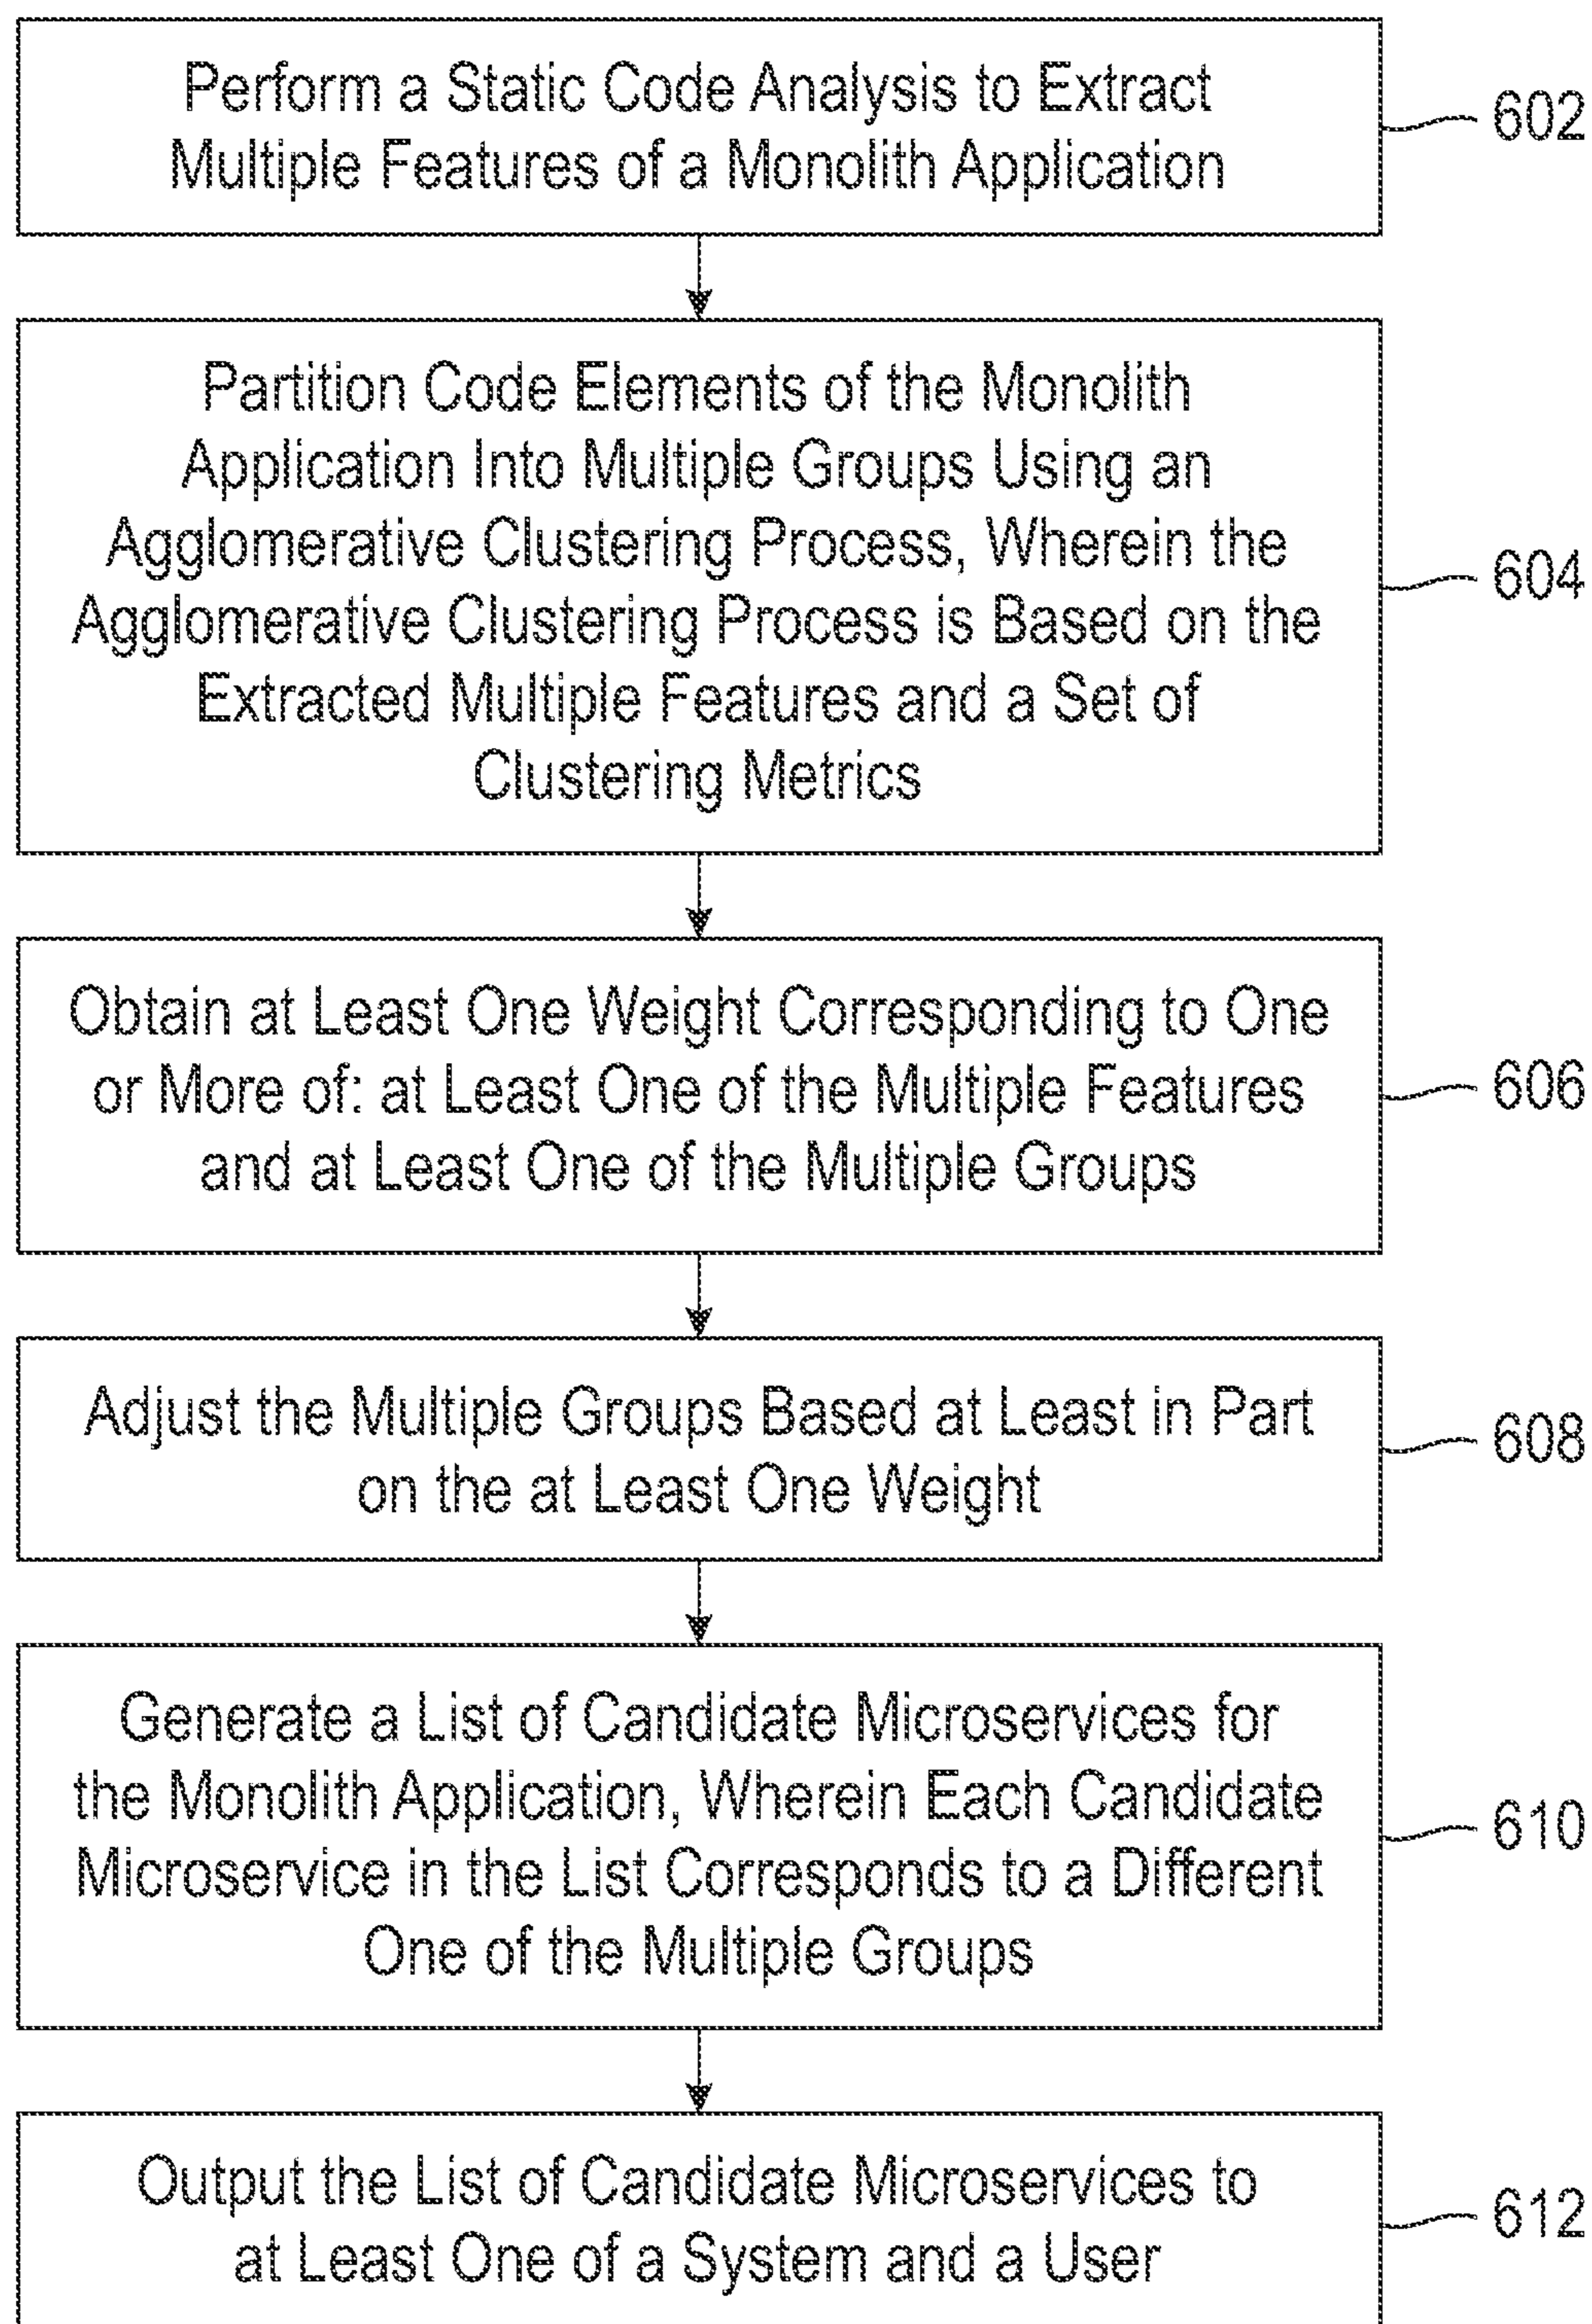 Perform a Static Code Analysis to Extract
Multiple Features of a Monolith Application
602
Partition Code Elements of the Monolith
Application Into Multiple Groups Using an
Agglomerative Clustering Process, Wherein the
Agglomerative Clustering Process is Based on the
Extracted Multiple Features and a Set of
Clustering Metrics
604
Obtain at Least One Weight Corresponding to One
or More of: at Least One of the Multiple Features
and at Least One of the Multiple Groups
606
Adjust the Multiple Groups Based at Least in Part
on the at Least One Weight
608
Generate a List of Candidate Microservices for
the Monolith Application, Wherein Each Candidate
Microservice in the List Corresponds to a Different
One of the Multiple Groups
610
Output the List of Candidate Microservices to
at Least One of a System and a User
612